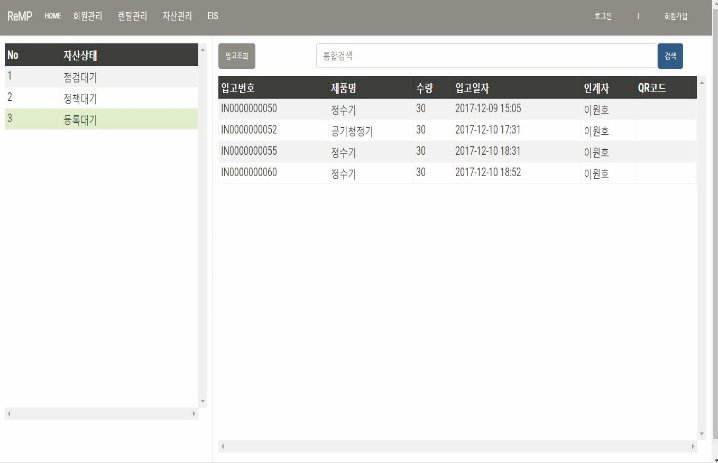 ReMP HOME 회원관리 렌탈관리 자산관리 EIS 로그인 | 회원가입
No 자산상태
1 점검대기
2 정책대기
3 등록대기
입고조회 통합검색 검색
입고번호 제품명 수량 입고일자 인계자 QR코드
IN0000000050 정수기 30 2017-12-09 15:05 이원호
IN0000000052 공기청정기 30 2017-12-10 17:31 이원호
IN0000000055 정수기 30 2017-12-10 18:31 이원호
IN0000000060 정수기 30 2017-12-10 18:52 이원호